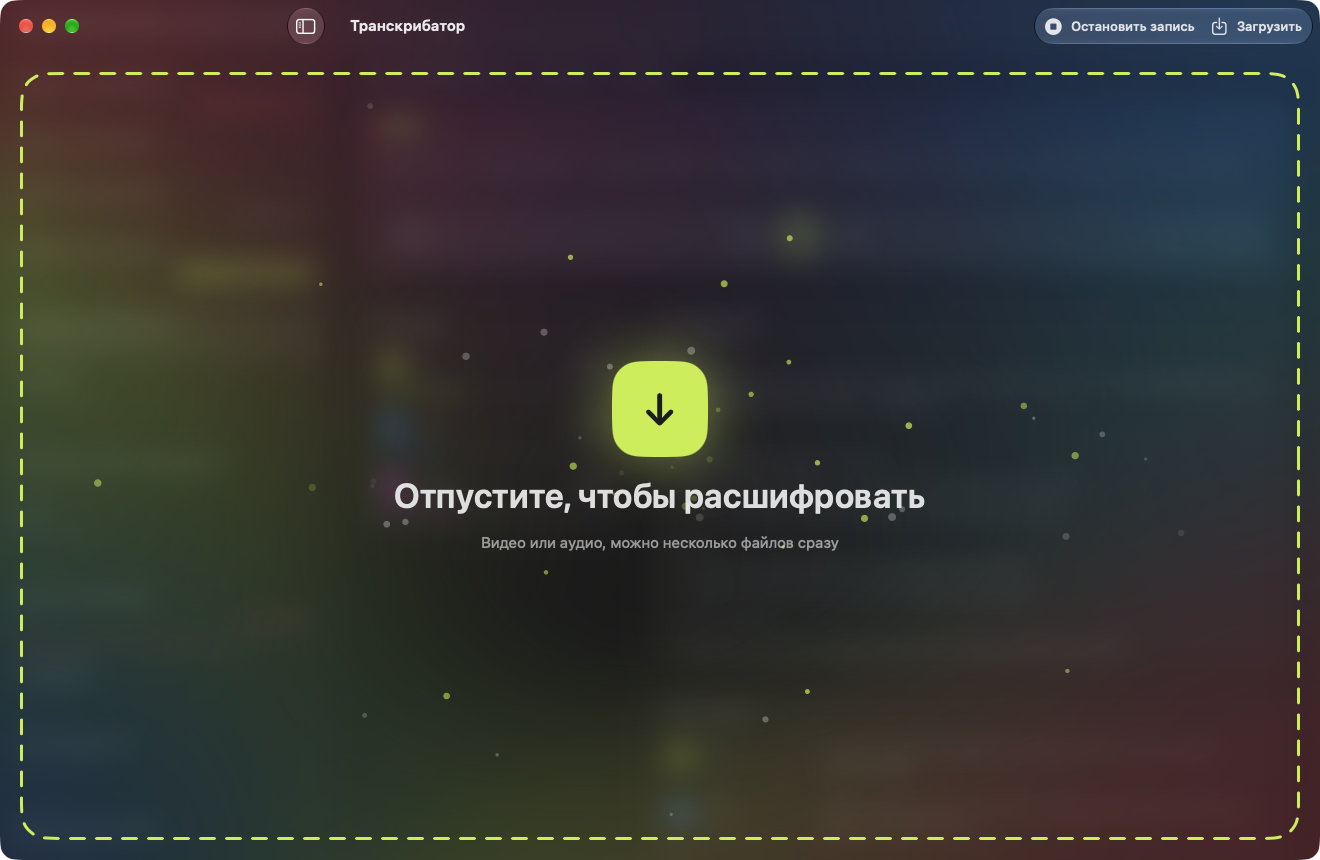 Транскрибатор
Остановить запись
Загрузить
Отпустите, чтобы расшифровать
Видео или аудио, можно несколько файлов сразу